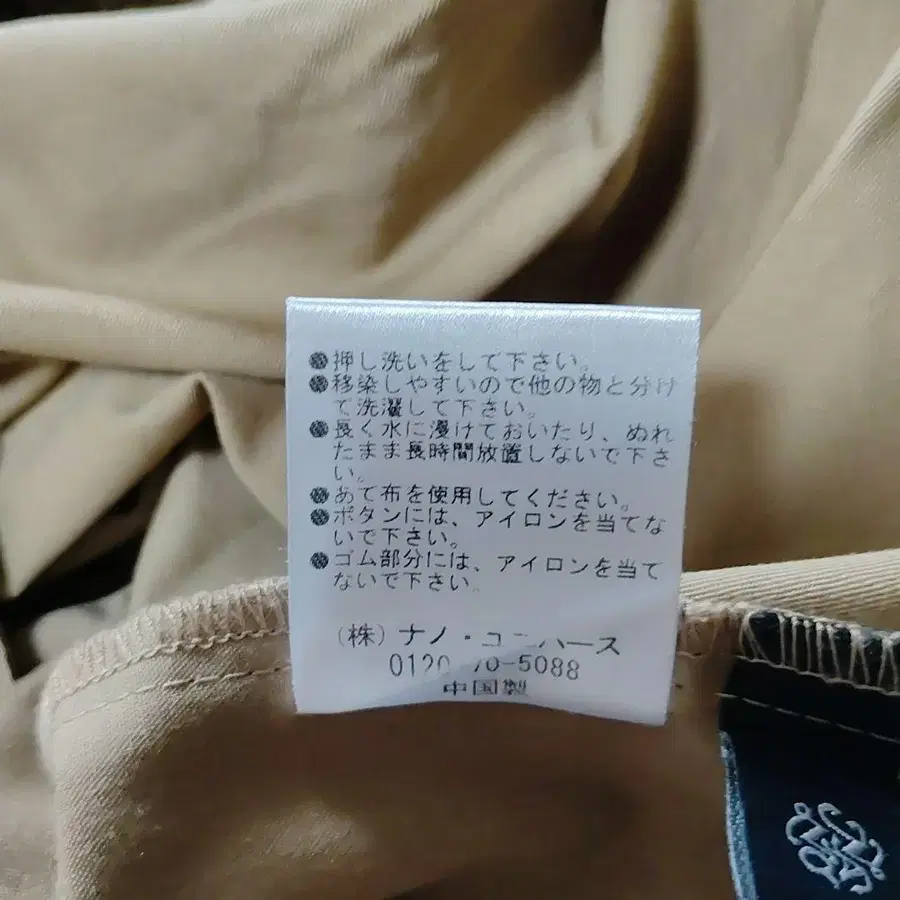 ●押し洗いをして下さい。
●移染しやすいので他の物と分け
て洗濯して下さい。
●長く水に浸けておいたり、ぬれ
たまま長時間放置しないで下さ
い。
●あて布を使用してください。
●ボタンには、アイロンを当てな
いで下さい。
●ゴム部分には、アイロンを当て
ないで下さい。
(株)ナノ・ユニバース
0120 70-5088
中国製